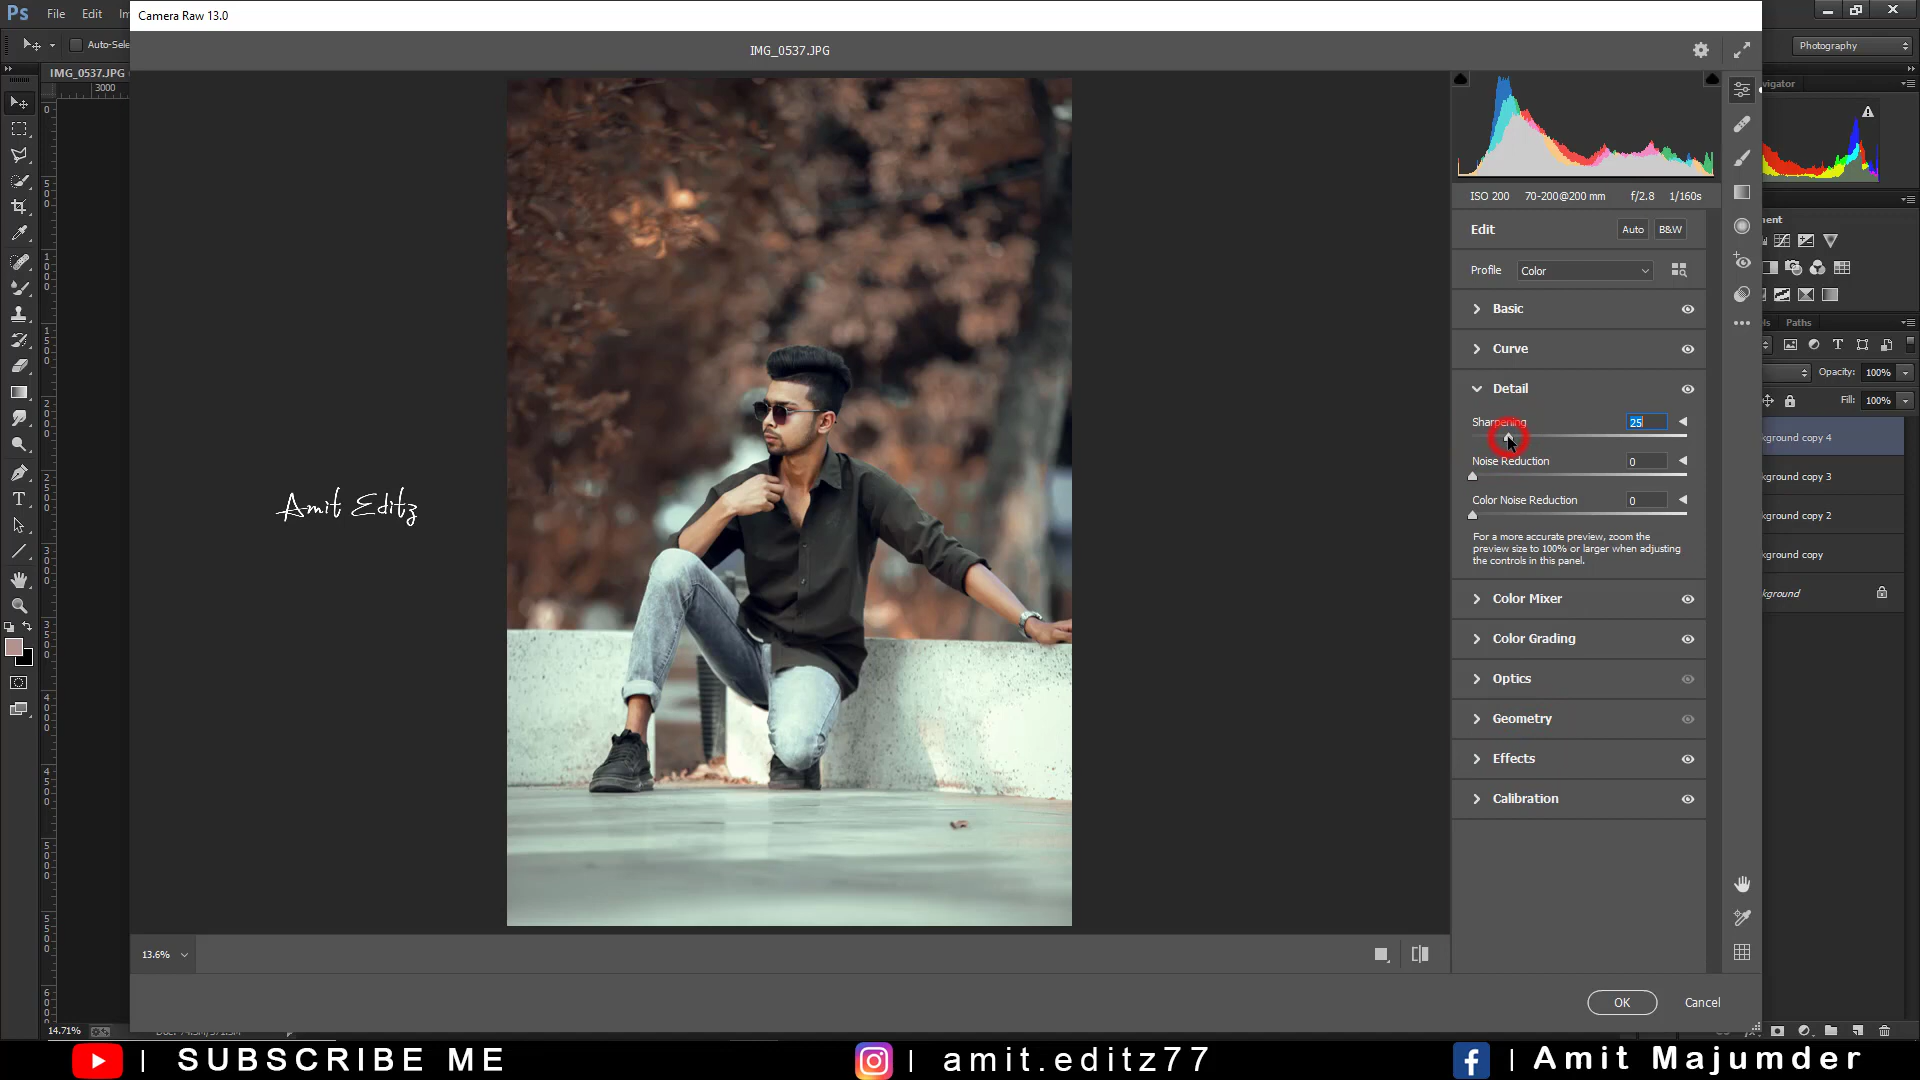 Ps File Edit Im
Camera Raw 13.0
Photography
Auto-Sele
IMG_0537.JPG
IMG_0537.JPG
3000
vigator
ISO 200 70-200@200 mm f/2.8 1/160s
Edit Auto B&W
Profile Color
Basic
Curve
Detail
Sharpening 25
Noise Reduction 0
Color Noise Reduction 0
For a more accurate preview, zoom the
preview size to 100% or larger when adjusting
the controls in this panel.
Color Mixer
Color Grading
Optics
Geometry
Effects
Calibration
ment
ls Paths
Opacity: 100%
Fill: 100%
kground copy 4
kground copy 3
kground copy 2
kground copy
kground
Amit Editz
13.6%
OK Cancel
14.71%
SUBSCRIBE ME | amit.editz77 | Amit Majumder